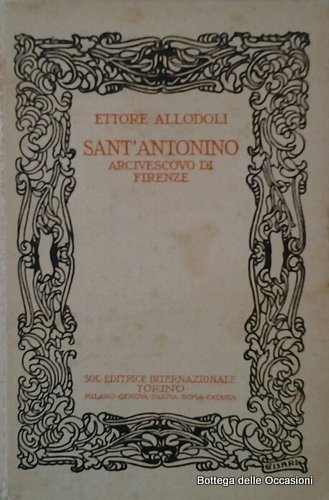 ETTORE ALLODOLI
SANT'ANTONINO
ARCIVESCOVO DI
FIRENZE
SOC. EDITRICE INTERNAZIONALE
TORINO
MILANO-GENOVA-PARMA-ROMA-CATANIA
BISARI
Bottega delle Occasioni